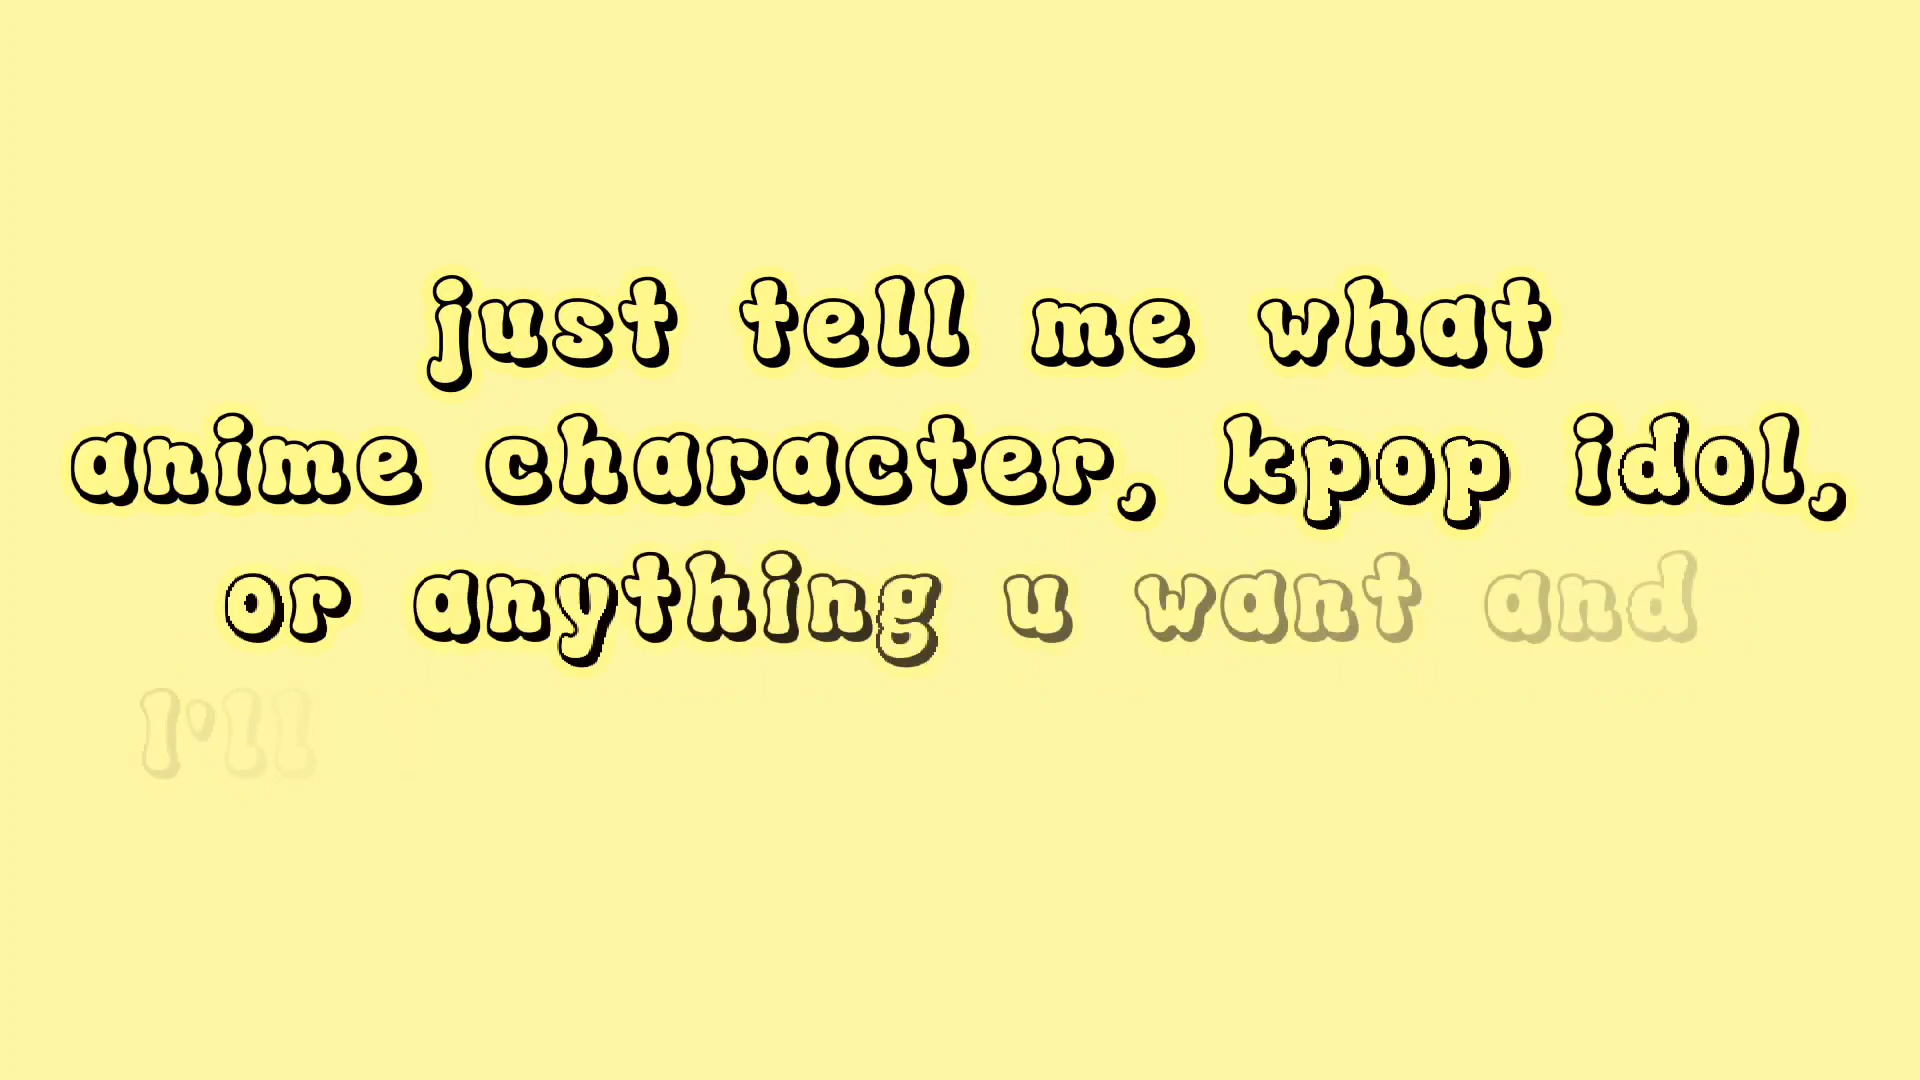 just tell me what
anime character, kpop idol,
or anything u want and
I'll